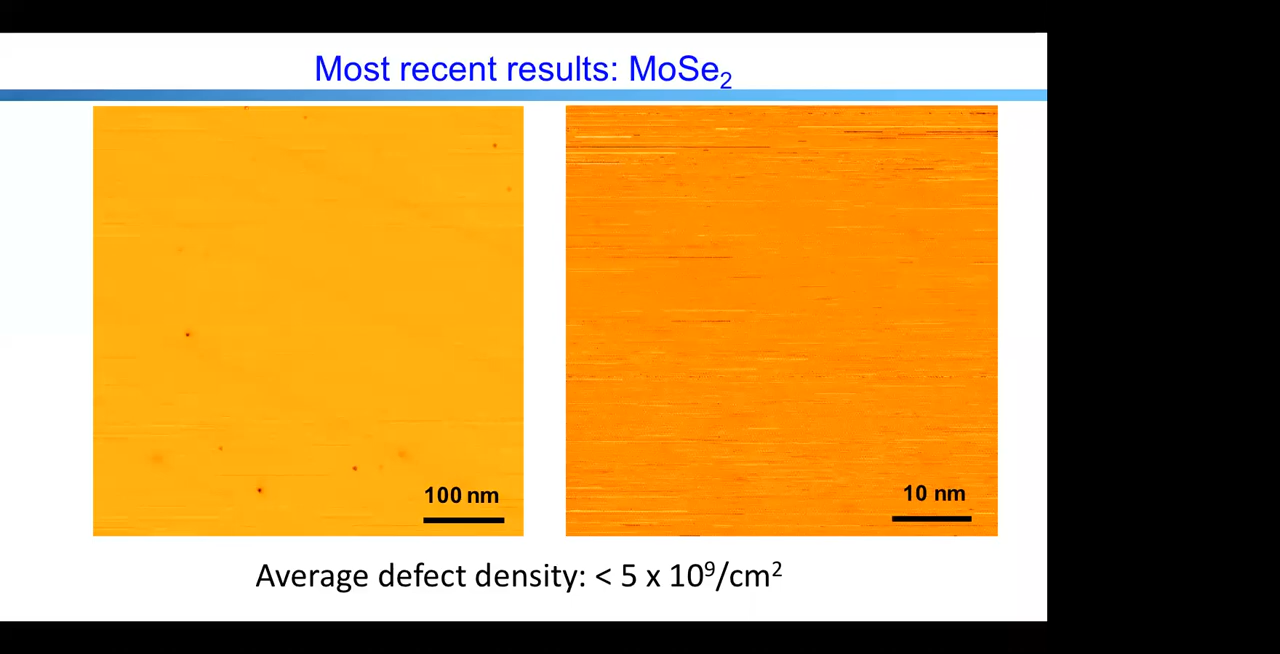 Most recent results: MoSe₂
100 nm
10 nm
Average defect density: < 5 x 10⁹/cm²